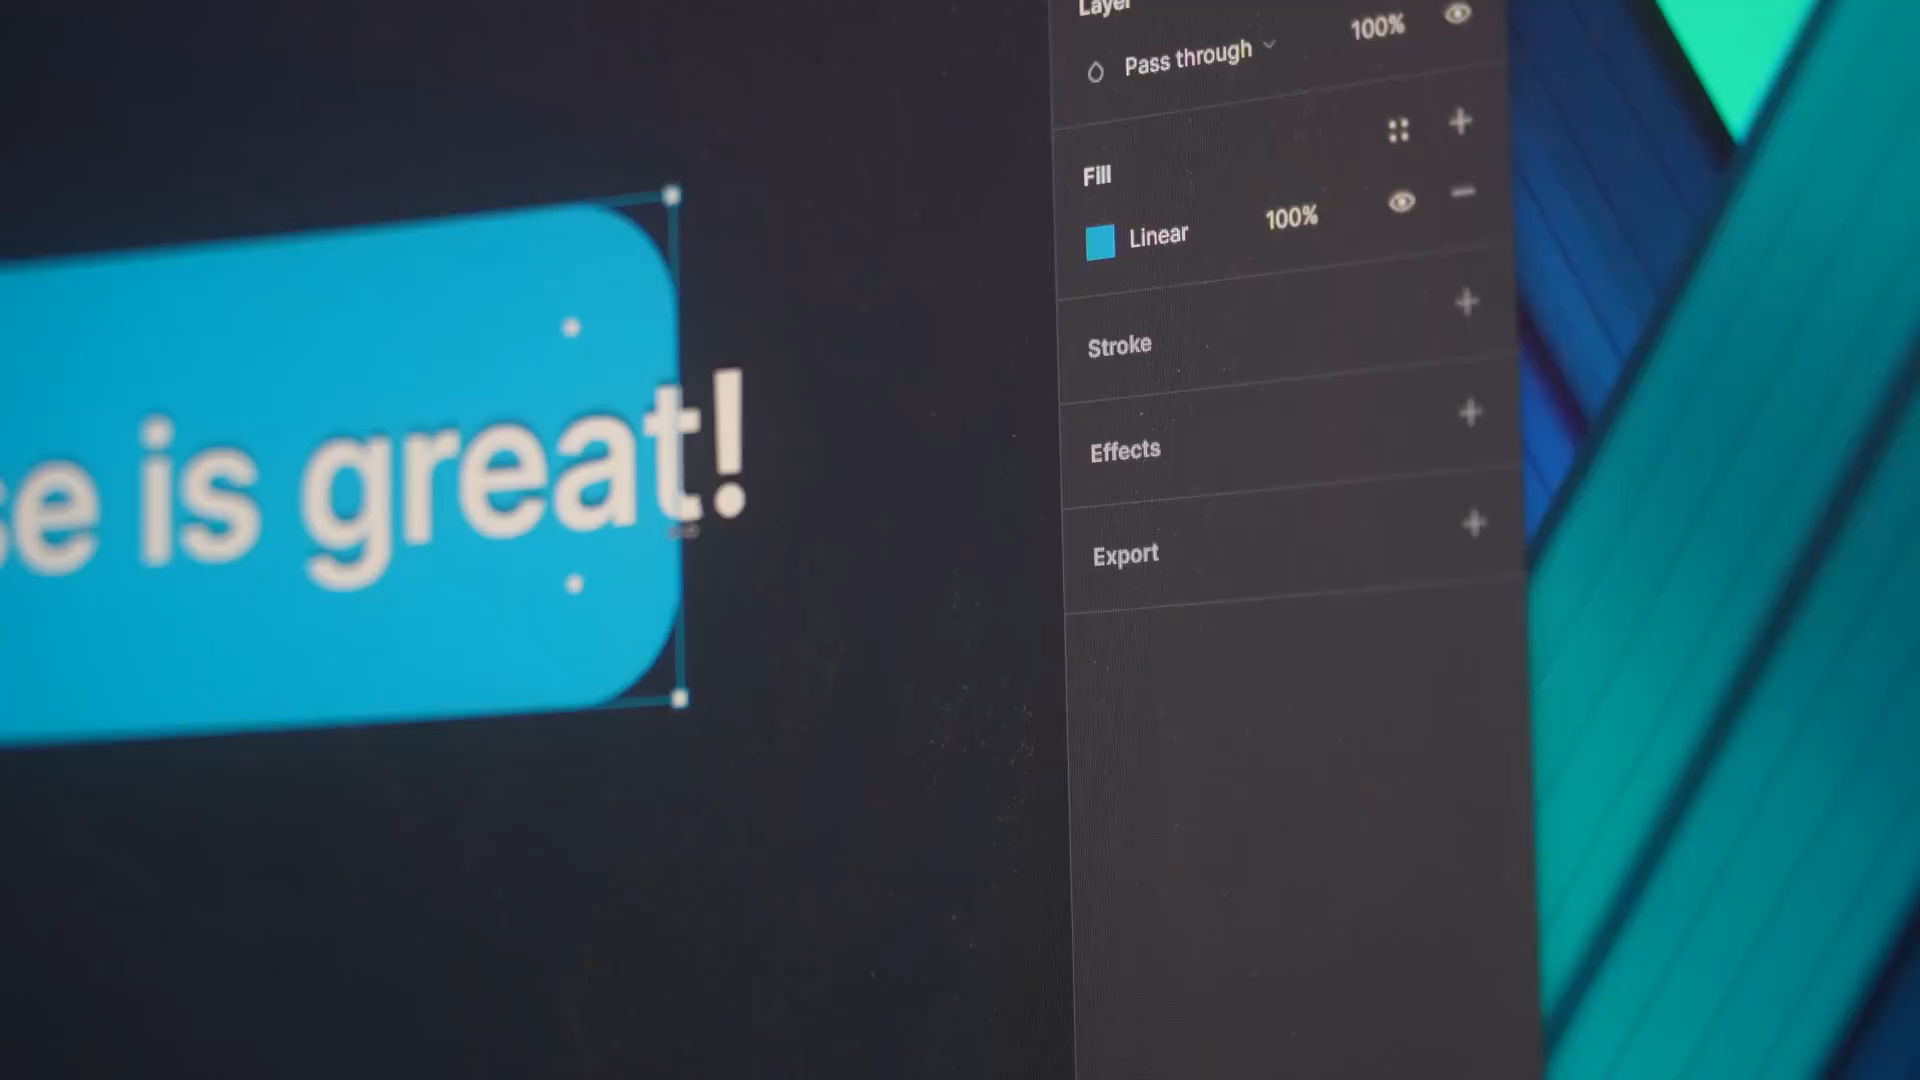 is great!
Layer
Pass through 100%
Fill
Linear 100%
Stroke
Effects
Export